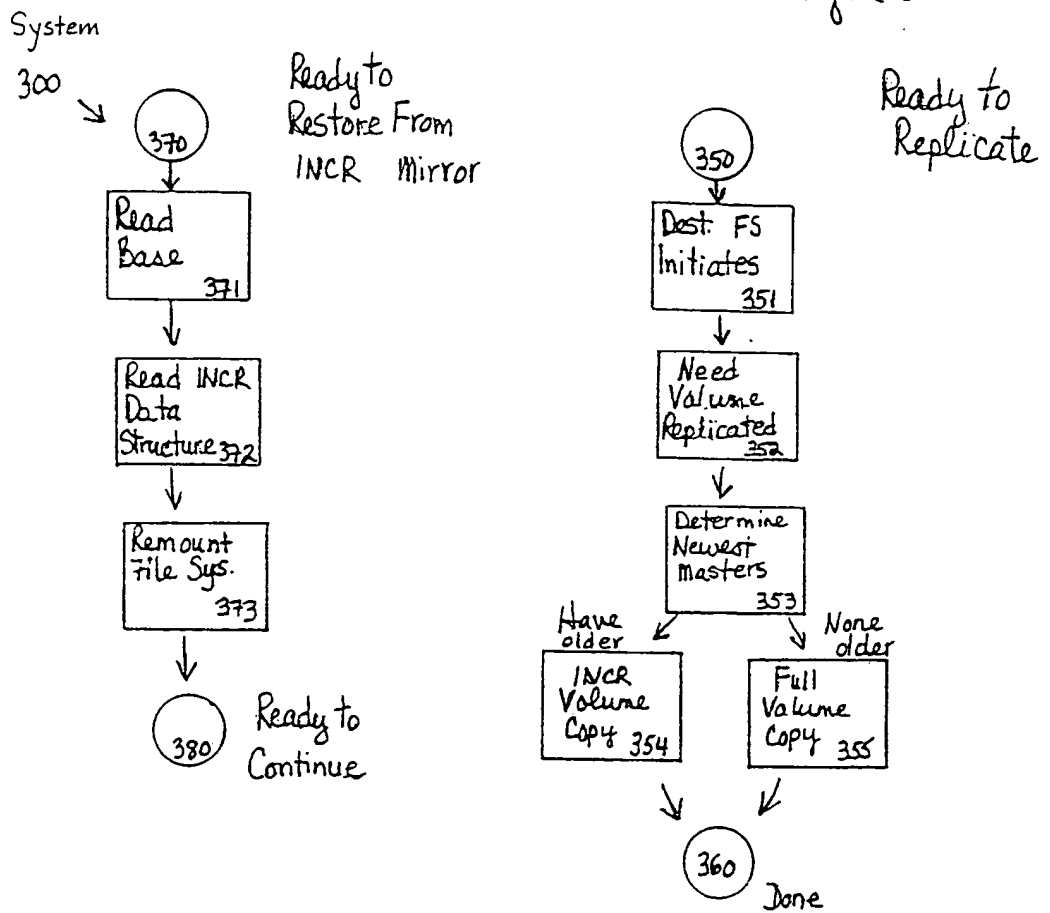 System
300
370
Ready to
Restore From
INCR Mirror
Read
Base
371
Read INCR
Data
Structure 372
Remount
File Sys.
373
380
Ready to
Continue
350
Ready to
Replicate
Dest. FS
Initiates
351
Need
Volume
Replicated
352
Determine
Newest
Masters
353
Have
older
None
older
INCR
Volume
Copy 354
Full
Volume
Copy 355
360
Done